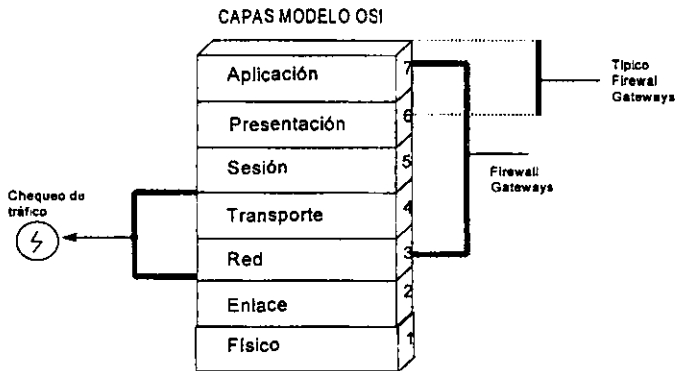 CAPAS MODELO OSI
Aplicación 7
Presentación 6
Sesión 5
Transporte 4
Red 3
Enlace 2
Físico 1
Típico
Firewal
Gateways
Firewall
Gateways
Chequeo de
tráfico